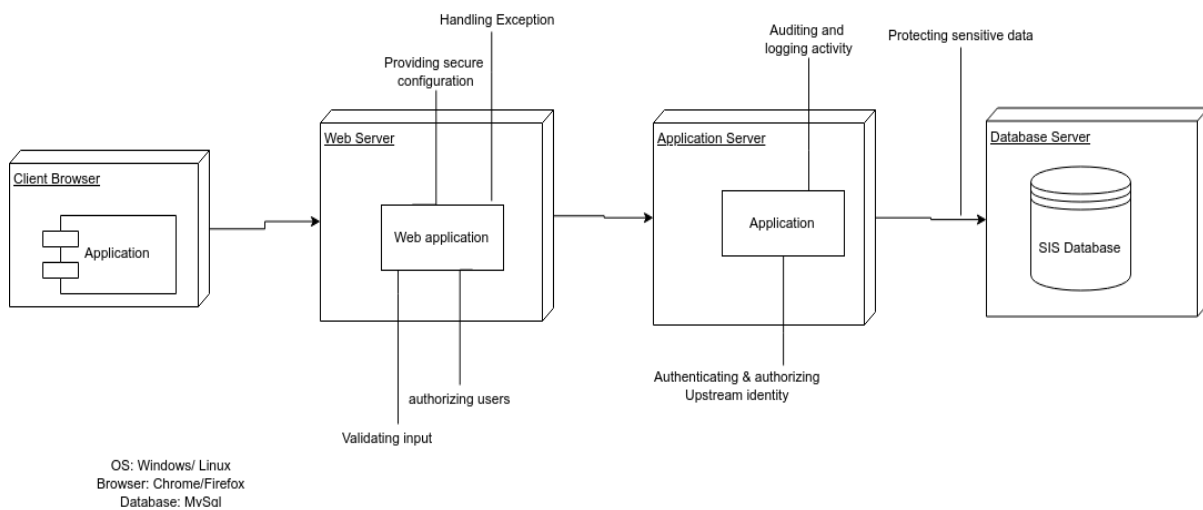 Handling Exception
Providing secure
configuration
Auditing and
logging activity
Protecting sensitive data
Client Browser
Application
Web Server
Web application
Application Server
Application
Database Server
SIS Database
authorizing users
Validating input
Authenticating & authorizing
Upstream identity
OS: Windows/ Linux
Browser: Chrome/Firefox
Database: MySql